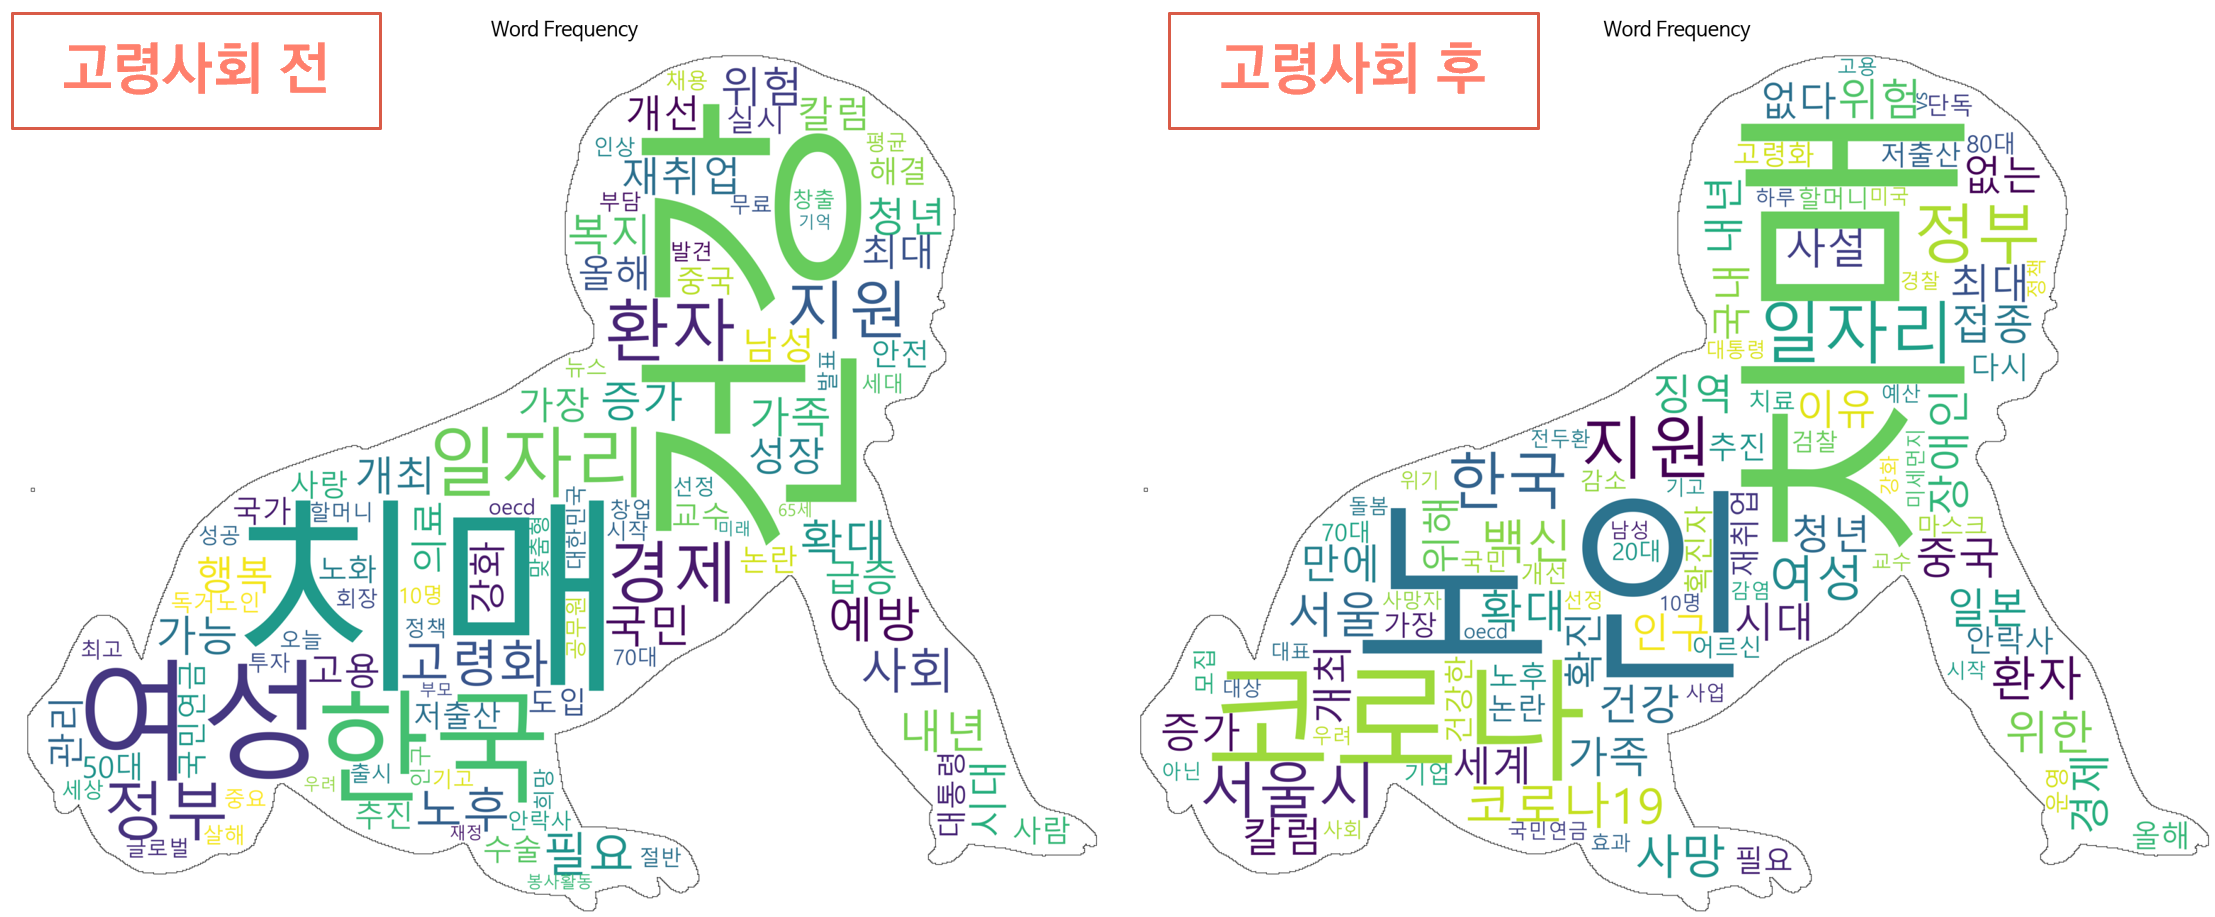 고령사회 전
Word Frequency
채용
위험
개선
실시
칼럼
인상
평균
재취업
해결
부담
무료
창출
기억
청년
복지
발견
최대
올해
중국
건강
지원
환자
남성
안전
뉴스
발표
세대
가장
증가
가족
일자리
성장
개최
사랑
선정
국가
할머니
oecd
대한민국
창업
교수
65세
성공
의료
맞춤형
시작
미래
확대
치매
행복
노화
강화
경제
논란
급증
독거노인
회장
10명
공무원
국민
예방
가능
오늘
정책
70대
최고
투자
고용
고령화
사회
여성
부모
한국
저출산
도입
관리
국민연금
내년
50대
출시
인구
기고
희망
대통령
시대
세상
우려
정부
중요
추진
노후
안락사
사람
글로벌
살해
재정
수술
필요
절반
봉사활동
고령사회 후
Word Frequency
고용
없다
위험
vs
단독
고령화
저출산
80대
없는
내년
하루
할머니
미국
정부
사설
국내
경찰
최대
정책
치매
일자리
접종
대통령
다시
징역
치료
이유
예산
장애인
전두환
지원
추진
검찰
미세먼지
강화
한국
위기
감소
기고
돌봄
위해
재취업
70대
백신
남성
확진자
청년
마스크
만에
국민
20대
개선
중국
노인
교수
서울
사망자
확대
선정
10명
감염
여성
가장
oecd
인구
시대
일본
대표
확진
어르신
안락사
모집
대상
개최
건강한
노후
시작
환자
코로나
논란
건강
사업
증가
우려
위한
아닌
기업
세계
가족
경제
운영
서울시
코로나19
칼럼
사회
국민연금
효과
올해
사망
필요